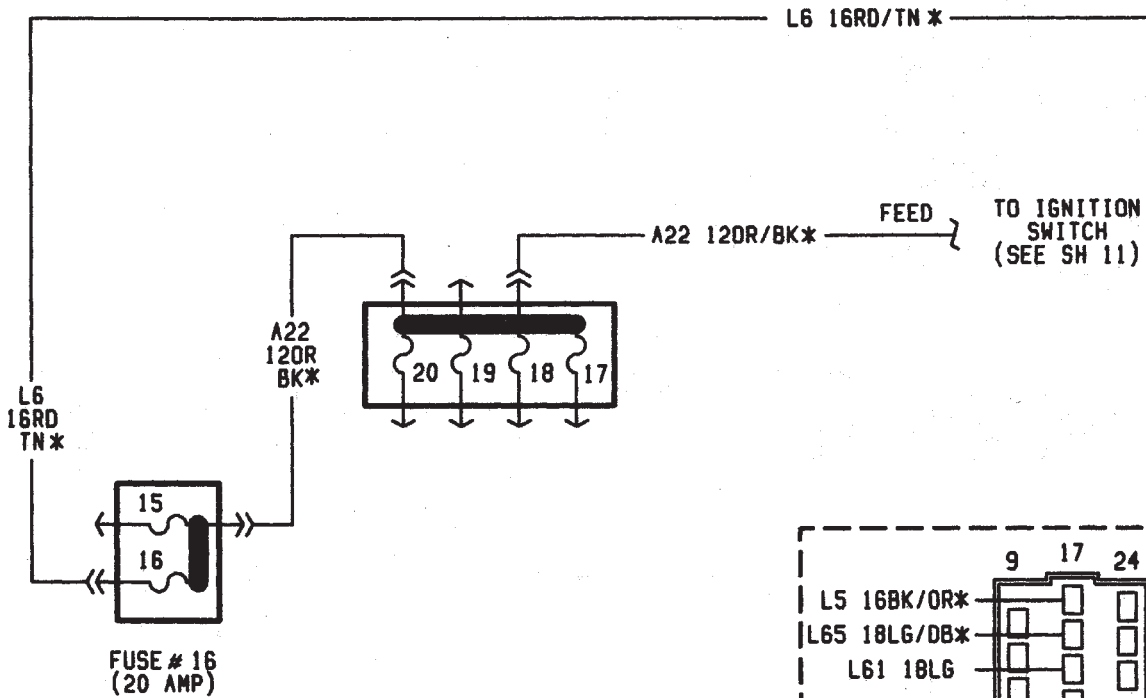 L6 16RD/TN*
FEED
TO IGNITION
SWITCH
(SEE SH 11)
A22 12OR/BK*
A22
12OR
BK*
20 19 18 17
L6
16RD
TN*
15
16
FUSE # 16
(20 AMP)
9 17 24
L5 16BK/OR*
L65 18LG/DB*
L61 18LG